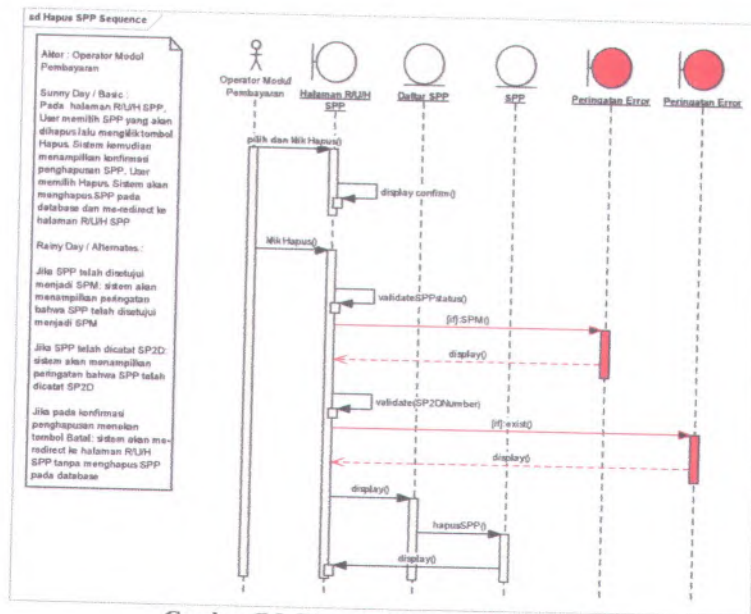 sd Hapus SPP Sequence
Aktor : Operator Modul
Pembayaran
Sunny Day / Basic :
Pada halaman R/U/H SPP,
User memilih SPP yang akan
dihapus lalu mengklik tombol
Hapus. Sistem kemudian
menampilkan konfirmasi
penghapusan SPP. User
memilih Hapus. Sistem akan
menghapus SPP pada
database dan me-redirect ke
halaman R/U/H SPP
Rainy Day / Alternates :
Jika SPP telah disetujui
menjadi SPM: sistem akan
menampilkan peringatan
bahwa SPP telah disetujui
menjadi SPM
Jika SPP telah dicatat SP2D:
sistem akan menampilkan
peringatan bahwa SPP telah
dicatat SP2D
Jika pada konfirmasi
penghapusan menekan
tombol Batal: sistem akan me-
redirect ke halaman R/U/H
SPP tanpa menghapus SPP
pada database
Operator Modul
Pembayaran
Halaman R/U/H
SPP
Daftar SPP
SPP
Peringatan Error
Peringatan Error
pilih dan klik Hapus()
display confirm()
klik Hapus()
validateSPPstatus()
[if]:SPM()
display()
validate(SP2DNumber)
[if]:exist()
display()
display()
hapusSPP()
display()